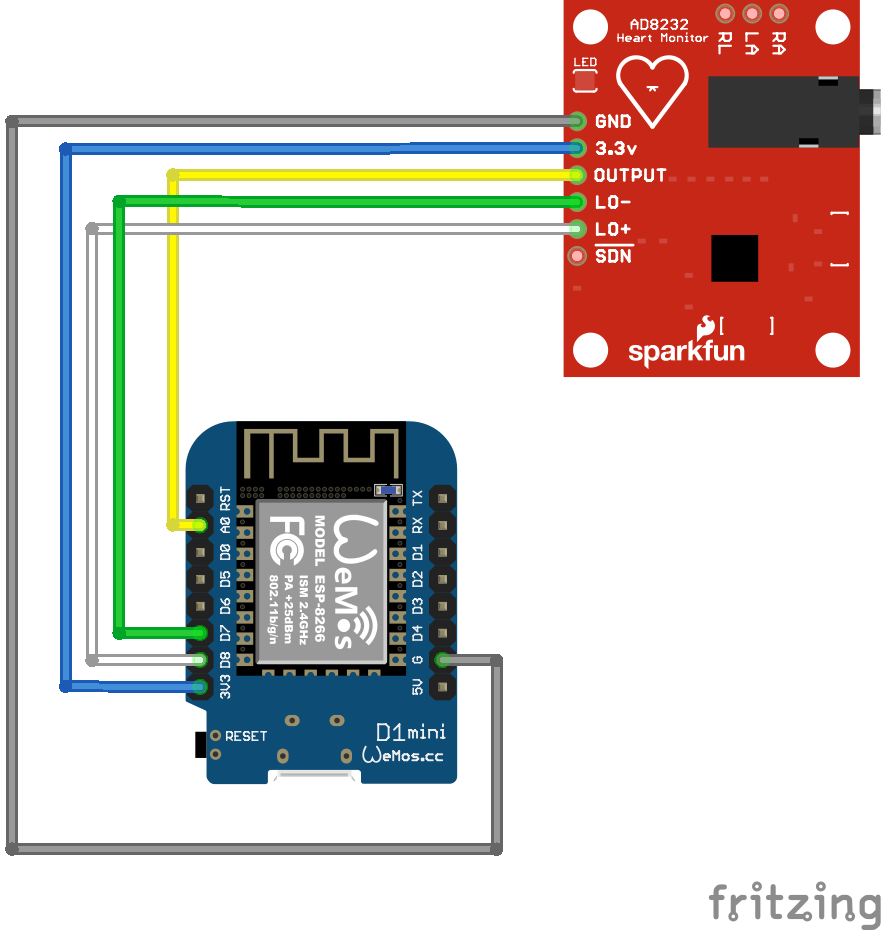 AD8232
Heart Monitor
RL
LA
RA
LED
GND
3.3v
OUTPUT
LO-
LO+
SDN
sparkfun
RST
A0
D0
D5
D6
D7
D8
3V3
TX
RX
D1
D2
D3
D4
G
5V
WeMos
MODEL ESP-8266
ISM 2.4GHz
PA +25dBm
802.11b/g/n
FC
RESET
D1mini
WeMos.cc
fritzing